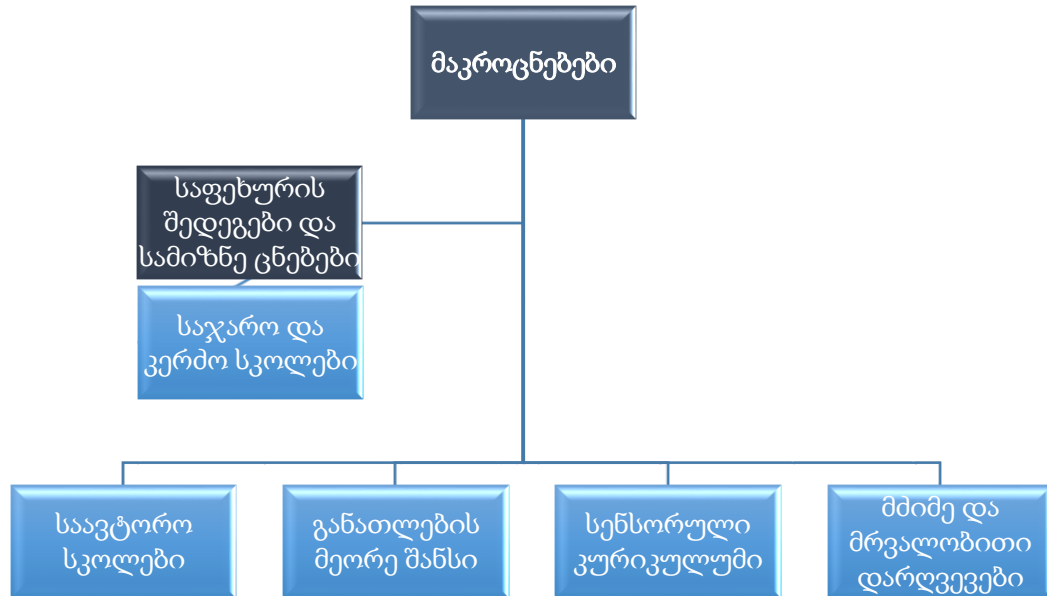 მაკროცნებები
საფეხურის
შედეგები და
სამიზნე ცნებები
საჯარო და
კერძო სკოლები
საავტორო
სკოლები
განათლების
მეორე შანსი
სენსორული
კურიკულუმი
მძიმე და
მრვალობითი
დარღვევები